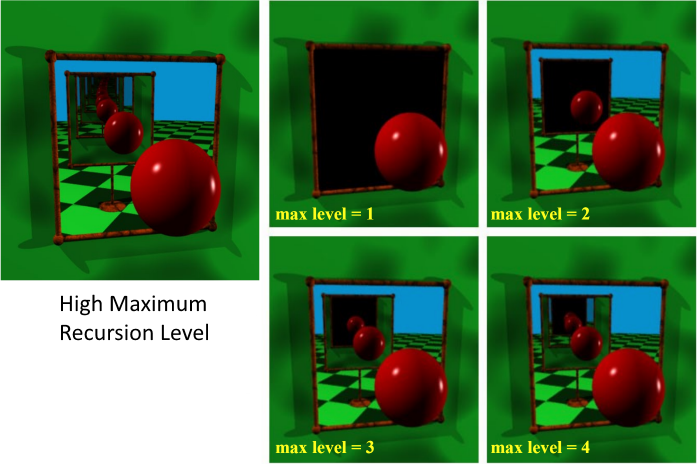 max level = 1
max level = 2
High Maximum
Recursion Level
max level = 3
max level = 4